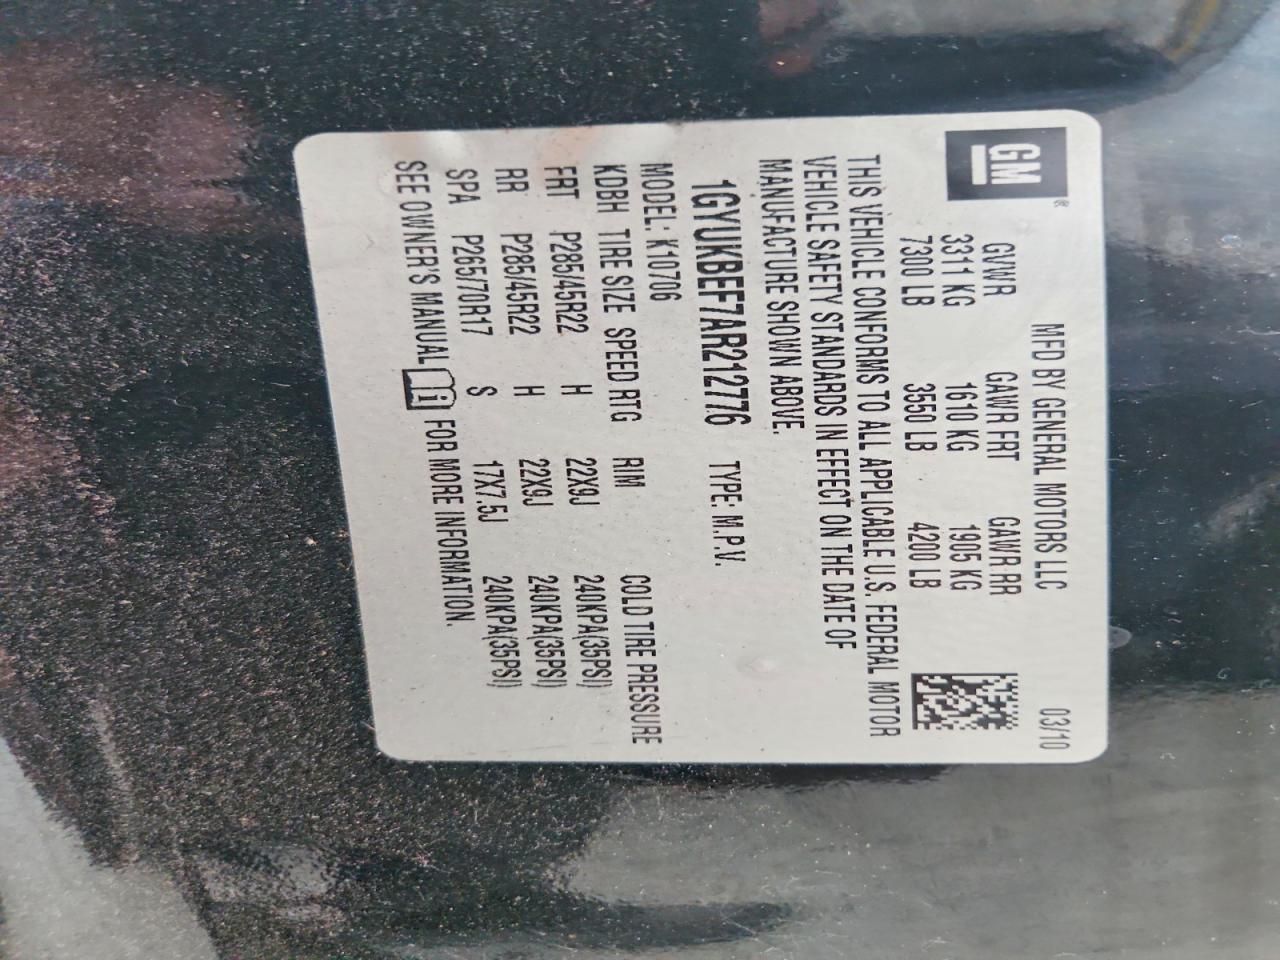 GM
MFD BY GENERAL MOTORS LLC 03/10
GVWR GAWR FRT GAWR RR
3311 KG 1610 KG 1905 KG
7300 LB 3550 LB 4200 LB
THIS VEHICLE CONFORMS TO ALL APPLICABLE U.S. FEDERAL MOTOR
VEHICLE SAFETY STANDARDS IN EFFECT ON THE DATE OF
MANUFACTURE SHOWN ABOVE.
1GYUKBEF7AR212776 TYPE: M.P.V.
MODEL: K10706
KDBH TIRE SIZE SPEED RTG RIM COLD TIRE PRESSURE
FRT P285/45R22 H 22X9J 240KPA(35PSI)
RR P285/45R22 H 22X9J 240KPA(35PSI)
SPA P265/70R17 S 17X7.5J 240KPA(35PSI)
SEE OWNER'S MANUAL FOR MORE INFORMATION.